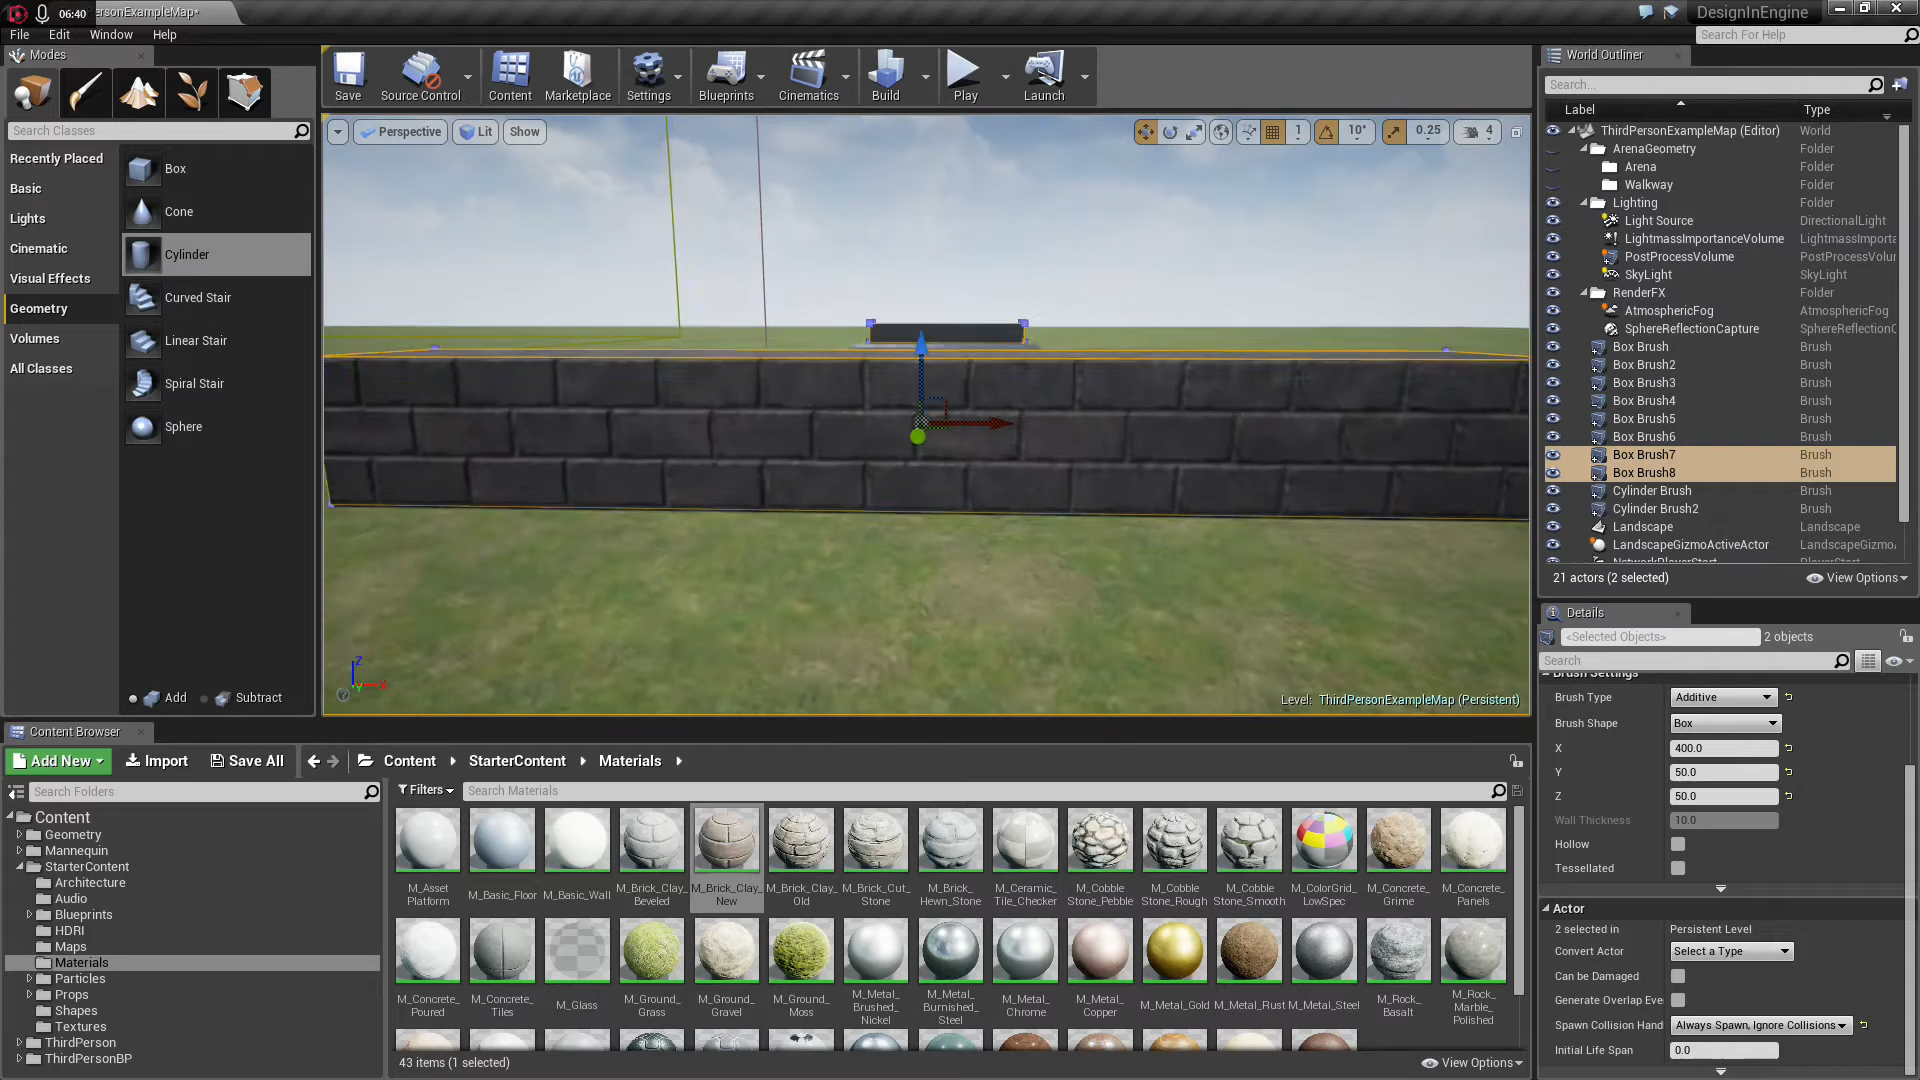 06:40
ersonExampleMap*
DesignInEngine
File Edit Window Help
Search For Help
Modes
Search Classes
Recently Placed
Basic
Lights
Cinematic
Visual Effects
Geometry
Volumes
All Classes
Box
Cone
Cylinder
Curved Stair
Linear Stair
Spiral Stair
Sphere
Add Subtract
Save Source Control Content Marketplace Settings Blueprints Cinematics Build Play Launch
Perspective Lit Show
1 10° 0.25 4
Z
X
Y
Level: ThirdPersonExampleMap (Persistent)
World Outliner
Search...
Label Type
ThirdPersonExampleMap (Editor) World
ArenaGeometry Folder
Arena Folder
Walkway Folder
Lighting Folder
Light Source DirectionalLight
LightmassImportanceVolume LightmassImporta
PostProcessVolume PostProcessVolur
SkyLight SkyLight
RenderFX Folder
AtmosphericFog AtmosphericFog
SphereReflectionCapture SphereReflectionC
Box Brush Brush
Box Brush2 Brush
Box Brush3 Brush
Box Brush4 Brush
Box Brush5 Brush
Box Brush6 Brush
Box Brush7 Brush
Box Brush8 Brush
Cylinder Brush Brush
Cylinder Brush2 Brush
Landscape Landscape
LandscapeGizmoActiveActor LandscapeGizmo
21 actors (2 selected) View Options
Details
<Selected Objects> 2 objects
Search
Brush Settings
Brush Type Additive
Brush Shape Box
X 400.0
Y 50.0
Z 50.0
Wall Thickness 10.0
Hollow
Tessellated
Actor
2 selected in Persistent Level
Convert Actor Select a Type
Can be Damaged
Generate Overlap Eve
Spawn Collision Hand Always Spawn, Ignore Collisions
Initial Life Span 0.0
Content Browser
Add New Import Save All Content StarterContent Materials
Search Folders
Filters Search Materials
Content
Geometry
Mannequin
StarterContent
Architecture
Audio
Blueprints
HDRI
Maps
Materials
Particles
Props
Shapes
Textures
ThirdPerson
ThirdPersonBP
M_Asset Platform
M_Basic_Floor
M_Basic_Wall
M_Brick_Clay_ Beveled
M_Brick_Clay_ New
M_Brick_Clay_ Old
M_Brick_Cut_ Stone
M_Brick_ Hewn_Stone
M_Ceramic_ Tile_Checker
M_Cobble Stone_Pebble
M_Cobble Stone_Rough
M_Cobble Stone_Smooth
M_ColorGrid_ LowSpec
M_Concrete_ Grime
M_Concrete_ Panels
M_Concrete_ Poured
M_Concrete_ Tiles
M_Glass
M_Ground_ Grass
M_Ground_ Gravel
M_Ground_ Moss
M_Metal_ Brushed_ Nickel
M_Metal_ Burnished_ Steel
M_Metal_ Chrome
M_Metal_ Copper
M_Metal_Gold
M_Metal_Rust
M_Metal_Steel
M_Rock_ Basalt
M_Rock_ Marble_ Polished
43 items (1 selected) View Options